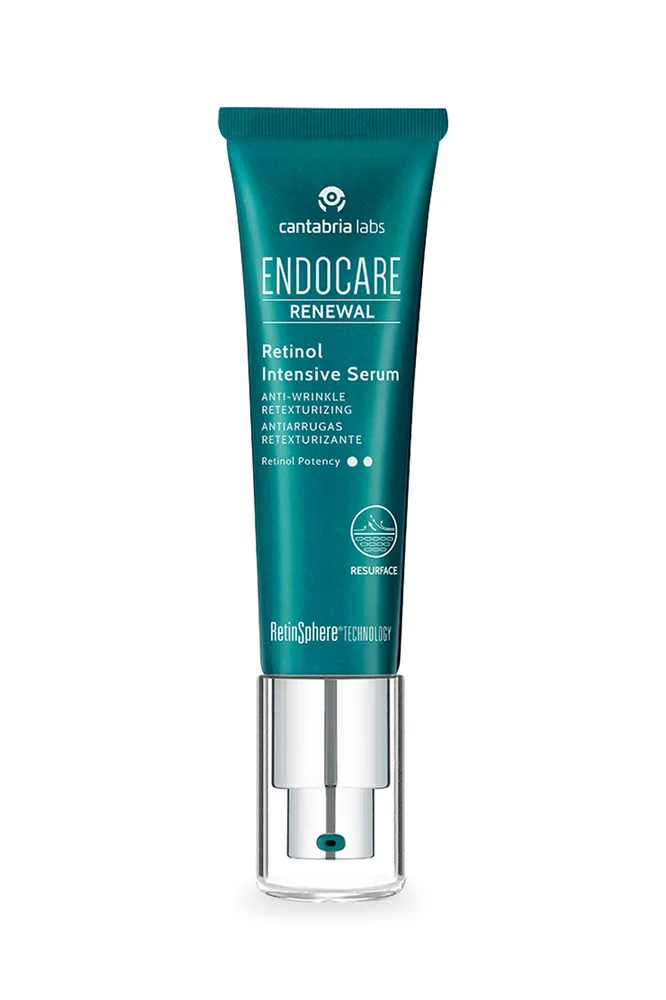 cantabria labs
ENDOCARE
RENEWAL
Retinol
Intensive Serum
ANTI-WRINKLE
RETEXTURIZING
ANTIARRUGAS
RETEXTURIZANTE
Retinol Potency
RESURFACE
RetinSphere® TECHNOLOGY